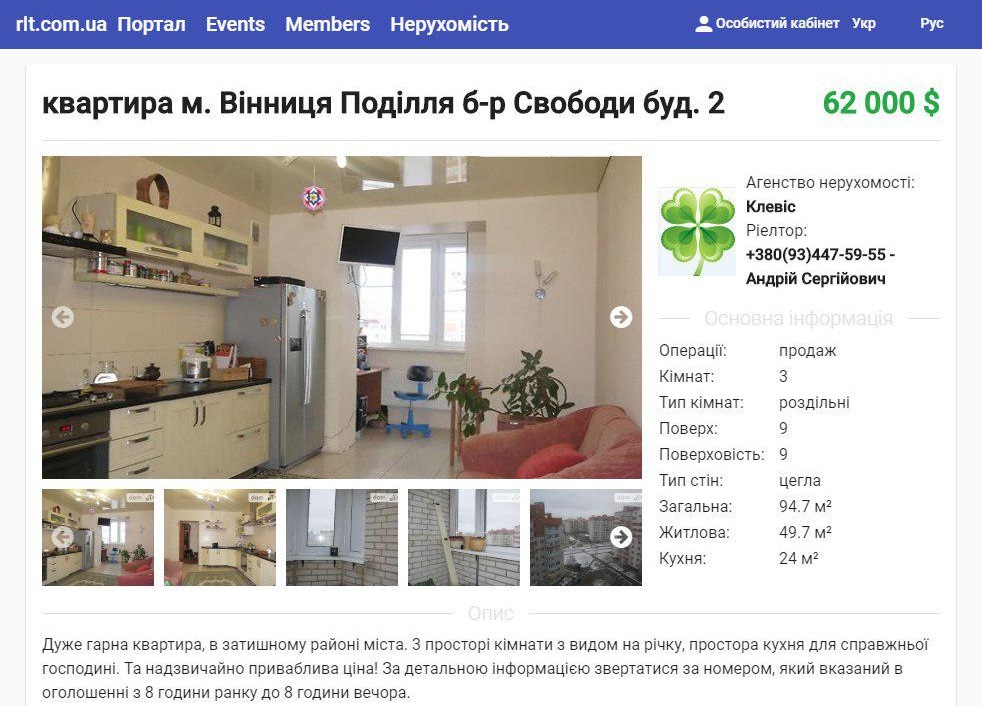 rlt.com.ua Портал Events Members Нерухомість Особистий кабінет Укр Рус
квартира м. Вінниця Поділля б-р Свободи буд. 2 62 000 $
Агенство нерухомості:
Клевіс
Ріелтор:
+380(93)447-59-55 -
Андрій Сергійович
Основна інформація
Операції: продаж
Кімнат: 3
Тип кімнат: роздільні
Поверх: 9
Поверховість: 9
Тип стін: цегла
Загальна: 94.7 м²
Житлова: 49.7 м²
Кухня: 24 м²
Опис
Дуже гарна квартира, в затишному районі міста. 3 просторі кімнати з видом на річку, простора кухня для справжньої
господині. Та надзвичайно приваблива ціна! За детальною інформацією звертатися за номером, який вказаний в
оголошенні з 8 години ранку до 8 години вечора.